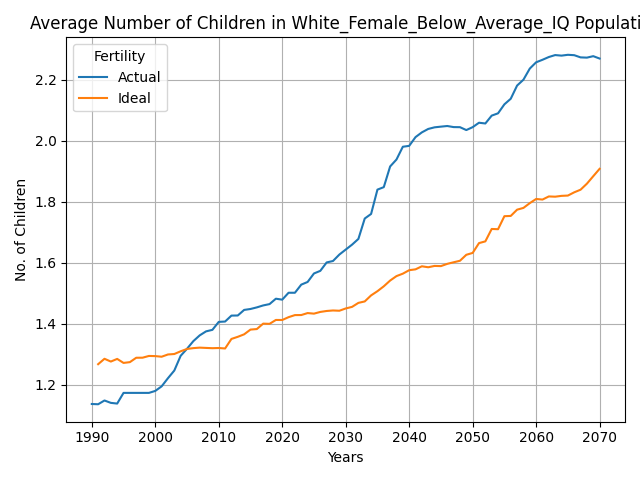 Average Number of Children in White_Female_Below_Average_IQ Populati
Fertility
Actual
Ideal
2.2
2.0
1.8
1.6
1.4
1.2
No. of Children
1990 2000 2010 2020 2030 2040 2050 2060 2070
Years